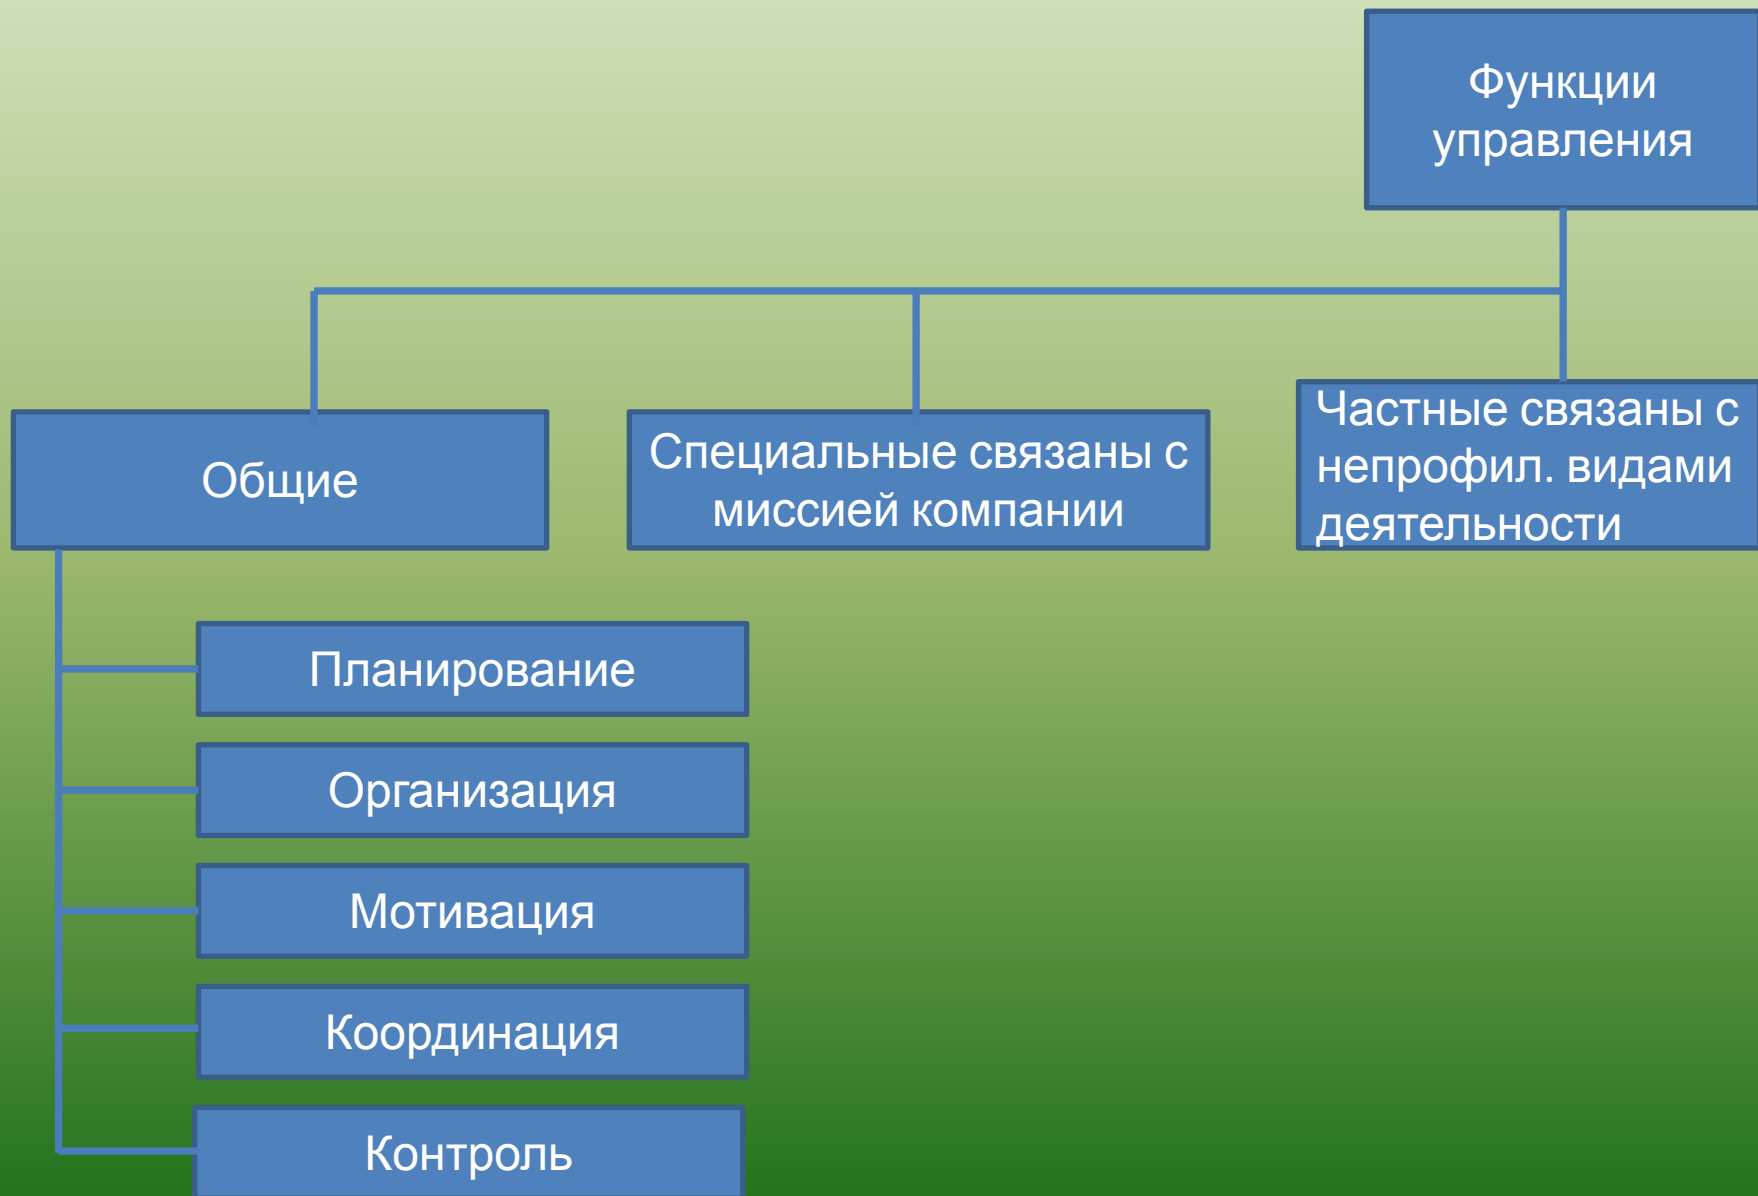 Функции
управления
Общие
Специальные связаны с
миссией компании
Частные связаны с
непрофил. видами
деятельности
Планирование
Организация
Мотивация
Координация
Контроль